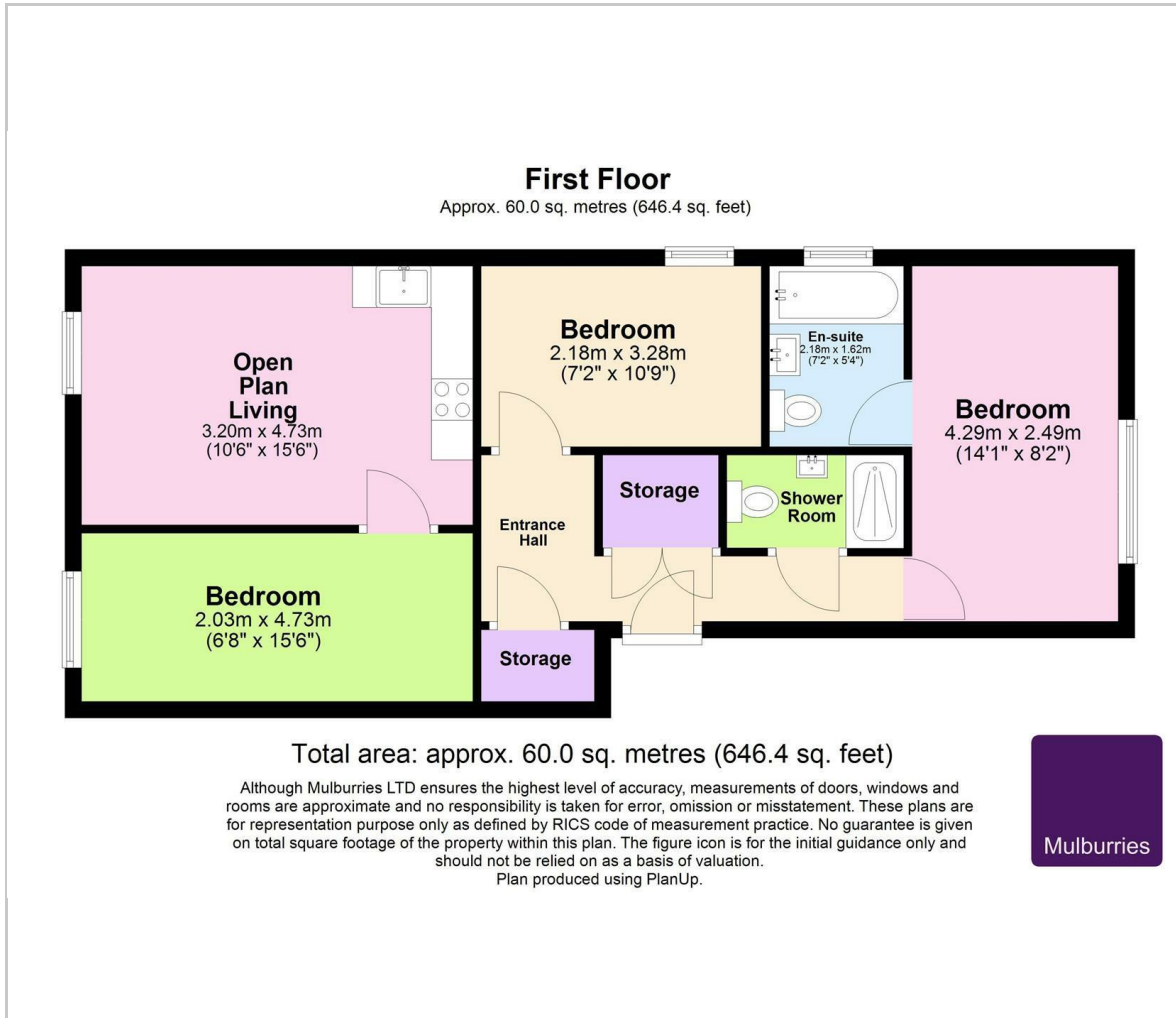 First Floor
Approx. 60.0 sq. metres (646.4 sq. feet)
Open
Plan
Living
3.20m x 4.73m
(10'6" x 15'6")
Bedroom
2.18m x 3.28m
(7'2" x 10'9")
En-suite
2.18m x 1.62m
(7'2" x 5'4")
Bedroom
4.29m x 2.49m
(14'1" x 8'2")
Storage
Shower
Room
Entrance
Hall
Bedroom
2.03m x 4.73m
(6'8" x 15'6")
Storage
Total area: approx. 60.0 sq. metres (646.4 sq. feet)
Although Mulburries LTD ensures the highest level of accuracy, measurements of doors, windows and
rooms are approximate and no responsibility is taken for error, omission or misstatement. These plans are
for representation purpose only as defined by RICS code of measurement practice. No guarantee is given
on total square footage of the property within this plan. The figure icon is for the initial guidance only and
should not be relied on as a basis of valuation.
Plan produced using PlanUp.
Mulburries